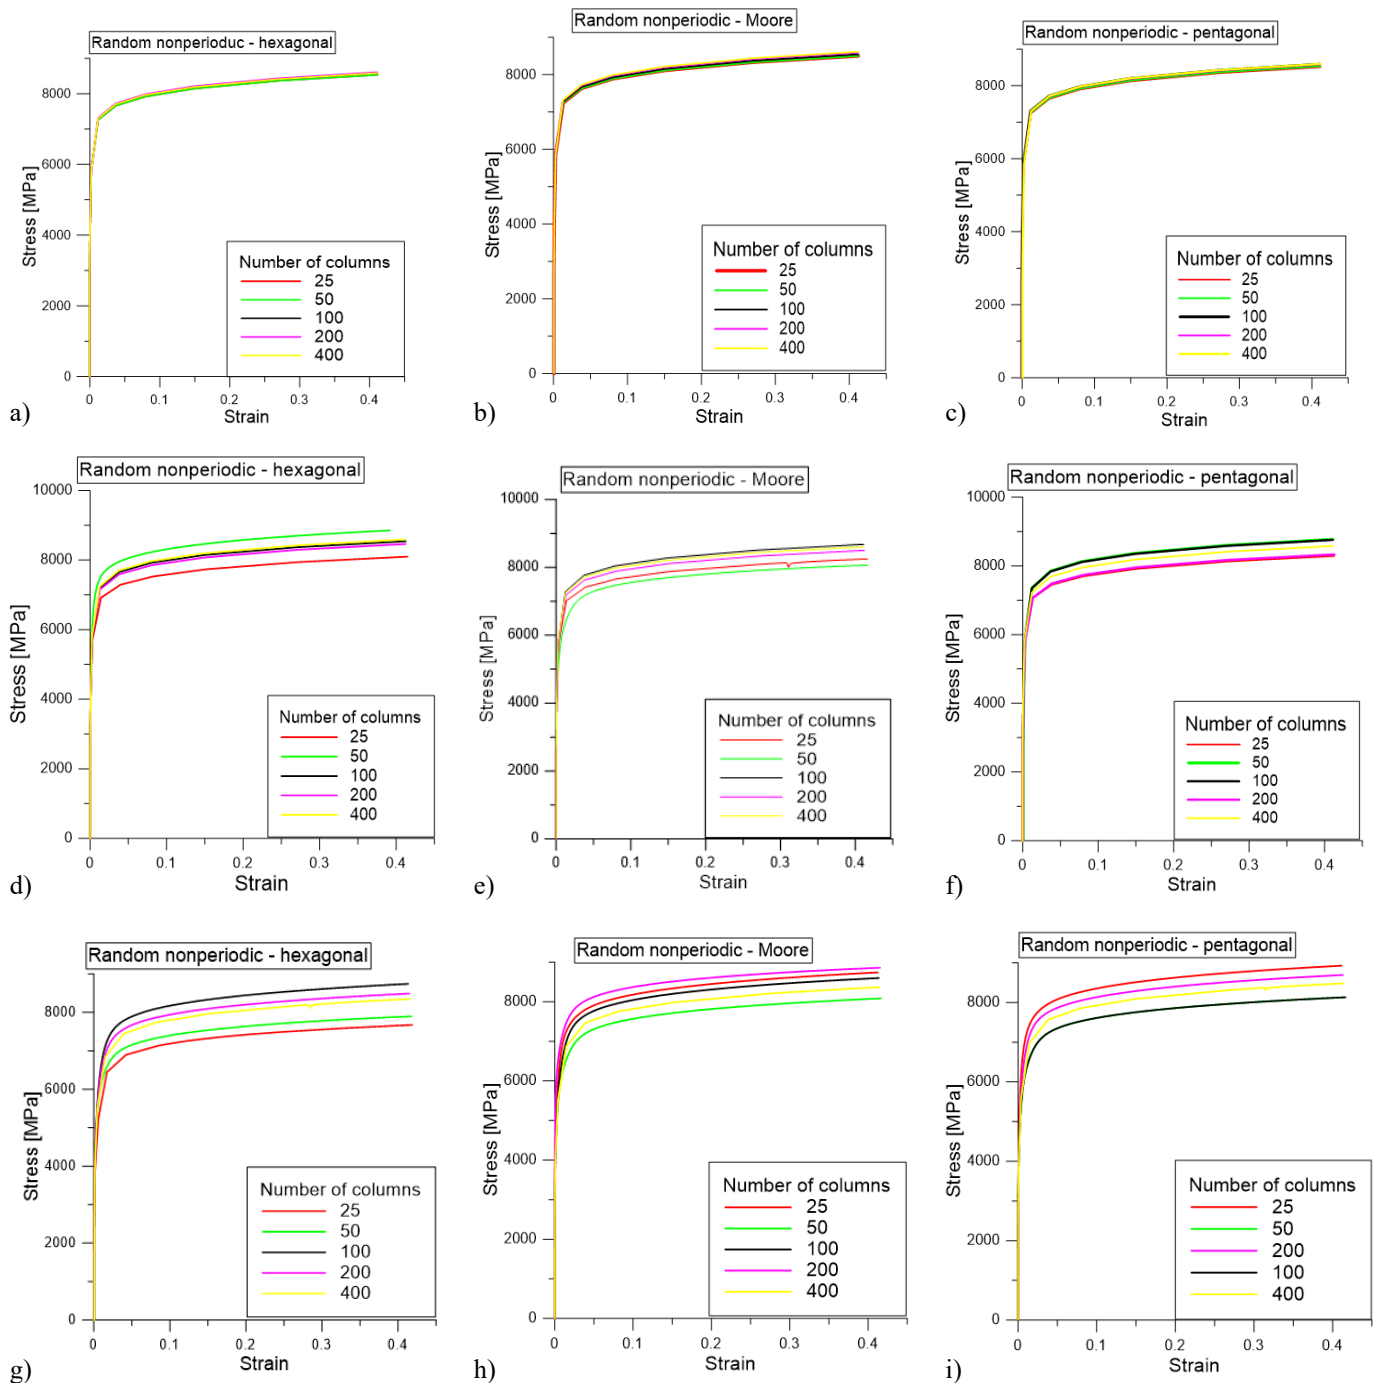 Random nonperioduc - hexagonal
8000
6000
4000
2000
0
Stress [MPa]
Number of columns
25
50
100
200
400
0 0.1 0.2 0.3 0.4
Strain
a)
Random nonperiodic - Moore
8000
6000
4000
2000
0
Stress [MPa]
Number of columns
25
50
100
200
400
0 0.1 0.2 0.3 0.4
Strain
b)
Random nonperiodic - pentagonal
8000
6000
4000
2000
0
Stress [MPa]
Number of columns
25
50
100
200
400
0 0.1 0.2 0.3 0.4
Strain
c)
Random nonperiodic - hexagonal
10000
8000
6000
4000
2000
0
Stress [MPa]
Number of columns
25
50
100
200
400
0 0.1 0.2 0.3 0.4
Strain
d)
Random nonperiodic - Moore
10000
8000
6000
4000
2000
0
Stress [MPa]
Number of columns
25
50
100
200
400
0 0.1 0.2 0.3 0.4
Strain
e)
Random nonperiodic - pentagonal
10000
8000
6000
4000
2000
0
Stress [MPa]
Number of columns
25
50
100
200
400
0 0.1 0.2 0.3 0.4
Strain
f)
Random nonperiodic - hexagonal
8000
6000
4000
2000
0
Stress [MPa]
Number of columns
25
50
100
200
400
0 0.1 0.2 0.3 0.4
Strain
g)
Random nonperiodic - Moore
8000
6000
4000
2000
0
Stress [MPa]
Number of columns
25
50
100
200
400
0 0.1 0.2 0.3 0.4
Strain
h)
Random nonperiodic - pentagonal
8000
6000
4000
2000
0
Stress [MPa]
Number of columns
25
50
200
100
400
0 0.1 0.2 0.3 0.4
Strain
i)